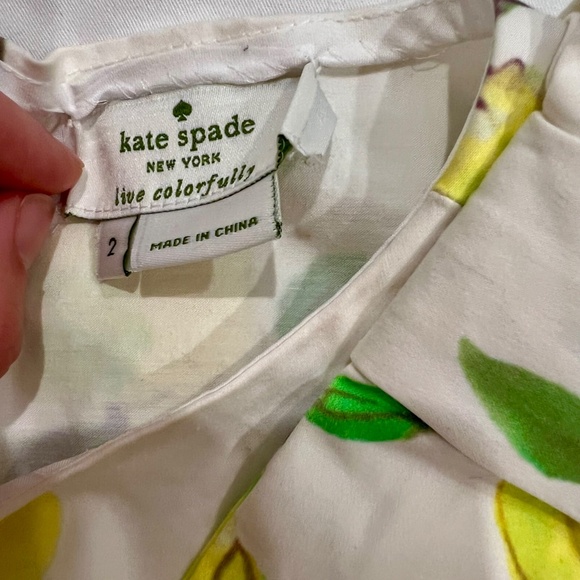 kate spade
NEW YORK
live colorfully
2
MADE IN CHINA